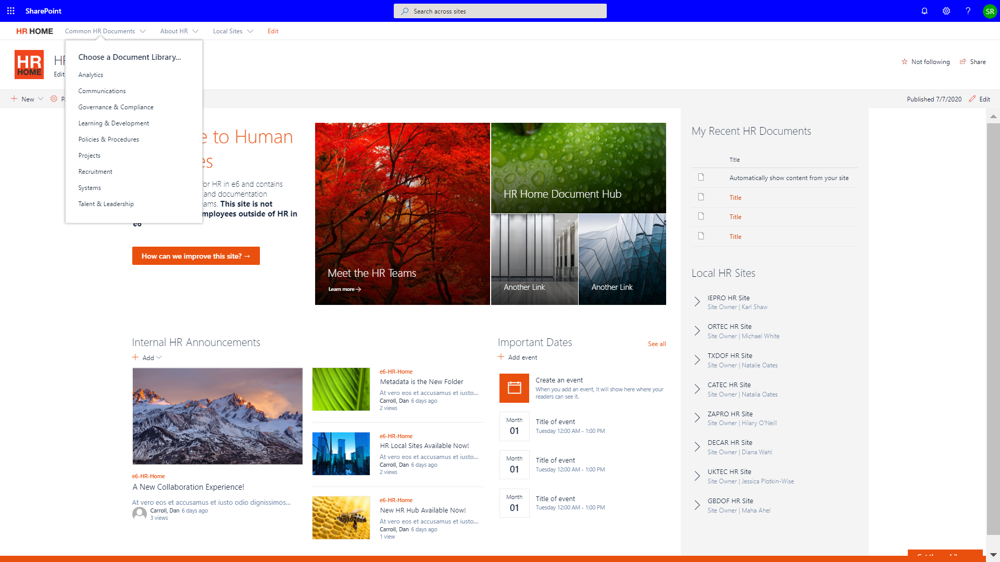 SharePoint
Search across sites
SR
HR HOME
Common HR Documents
About HR
Local Sites
Edit
Choose a Document Library...
Analytics
Communications
Governance & Compliance
Learning & Development
Policies & Procedures
Projects
Recruitment
Systems
Talent & Leadership
HR
HOME
HR
Edit
Not following
Share
New
Published 7/7/2020
Edit
e to Human
es
for HR in e6 and contains
and documentation
eams. This site is not
mployees outside of HR in
e6
How can we improve this site? →
Meet the HR Teams
Learn more →
HR Home Document Hub
Another Link
Another Link
My Recent HR Documents
Title
Automatically show content from your site
Title
Title
Title
Local HR Sites
IEPRO HR Site
Site Owner | Karl Shaw
ORTEC HR Site
Site Owner | Michael White
TXDOF HR Site
Site Owner | Natalie Oates
CATEC HR Site
Site Owner | Natalia Oates
ZAPRO HR Site
Site Owner | Hilary O'Neill
DECAR HR Site
Site Owner | Diana Wahl
UKTEC HR Site
Site Owner | Jessica Plotkin-Wise
GBDOF HR Site
Site Owner | Maha Ahel
Internal HR Announcements
Add
e6-HR-Home
A New Collaboration Experience!
At vero eos et accusamus et iusto odio dignissimos...
Carroll, Dan 6 days ago
3 views
e6-HR-Home
Metadata is the New Folder
At vero eos et accusamus et iusto...
Carroll, Dan 6 days ago
2 views
e6-HR-Home
HR Local Sites Available Now!
At vero eos et accusamus et iusto...
Carroll, Dan 6 days ago
2 views
e6-HR-Home
New HR Hub Available Now!
At vero eos et accusamus et iusto...
Carroll, Dan 6 days ago
1 view
Important Dates
See all
Add event
Create an event
When you add an event, it will show here where your
readers can see it.
Month
01
Title of event
Tuesday 12:00 AM - 1:00 PM
Month
01
Title of event
Tuesday 12:00 AM - 1:00 PM
Month
01
Title of event
Tuesday 12:00 AM - 1:00 PM